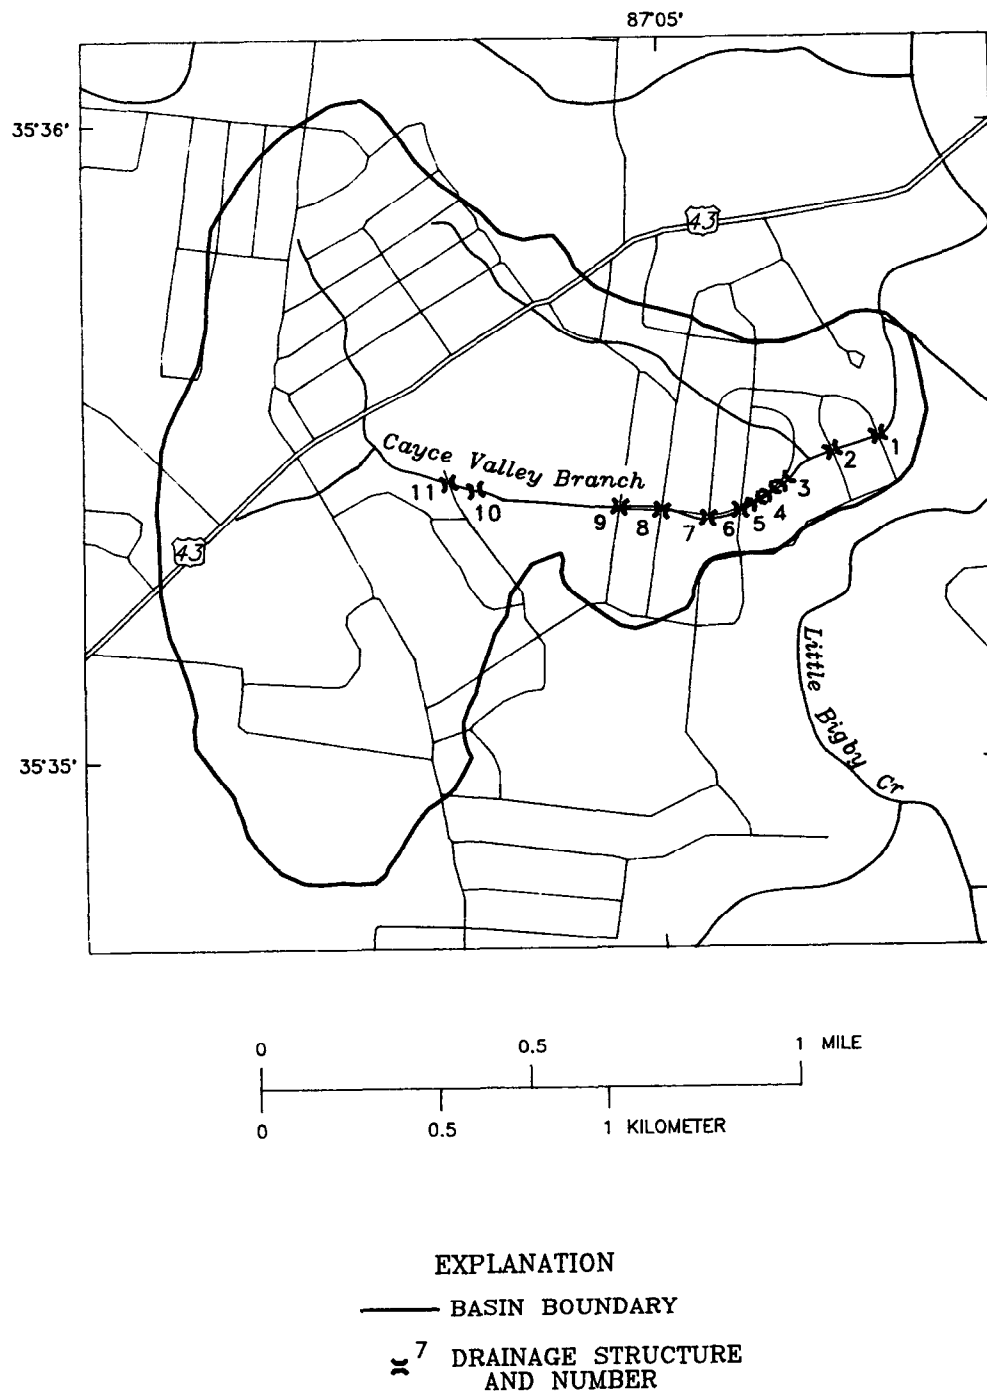 87°05'
35°36'
43
Cayce Valley Branch
1
2
3
4
5
6
7
8
9
10
11
43
Little Bigby Cr
35°35'
0 0.5 1 MILE
0 0.5 1 KILOMETER
EXPLANATION
BASIN BOUNDARY
7 DRAINAGE STRUCTURE
AND NUMBER